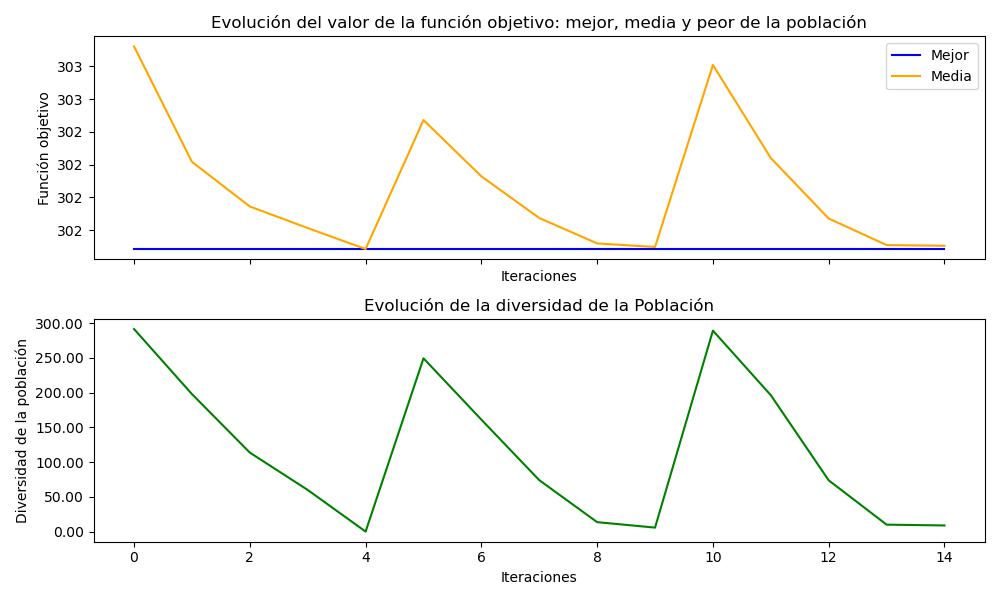 Evolución del valor de la función objetivo: mejor, media y peor de la población
Función objetivo
303
303
302
302
302
302
Mejor
Media
Iteraciones
Evolución de la diversidad de la Población
Diversidad de la población
300.00
250.00
200.00
150.00
100.00
50.00
0.00
0 2 4 6 8 10 12 14
Iteraciones